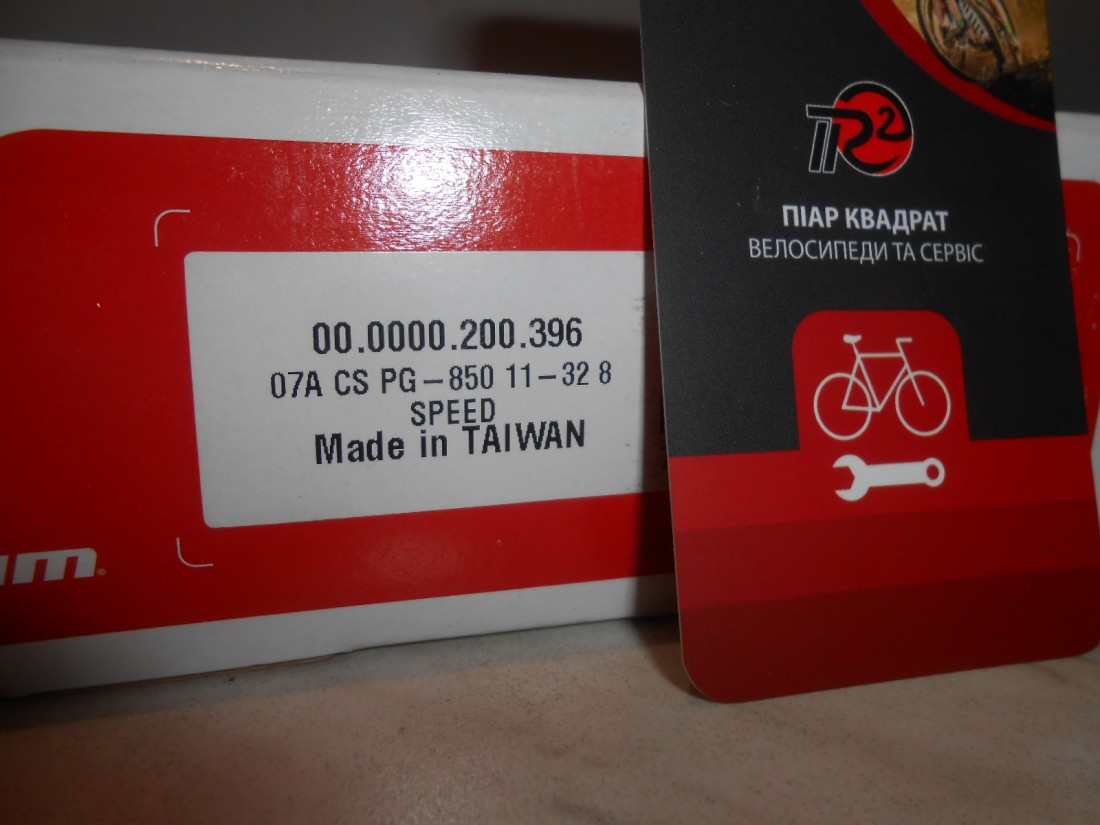 00.0000.200.396
07A CS PG-850 11-32 8
SPEED
Made in TAIWAN
ПІАР КВАДРАТ
ВЕЛОСИПЕДИ ТА СЕРВІС